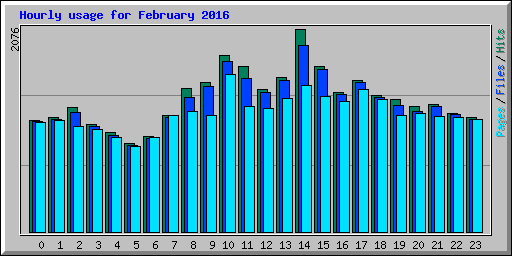 Hourly usage for February 2016
2076
Pages / Files / Hits
0 1 2 3 4 5 6 7 8 9 10 11 12 13 14 15 16 17 18 19 20 21 22 23